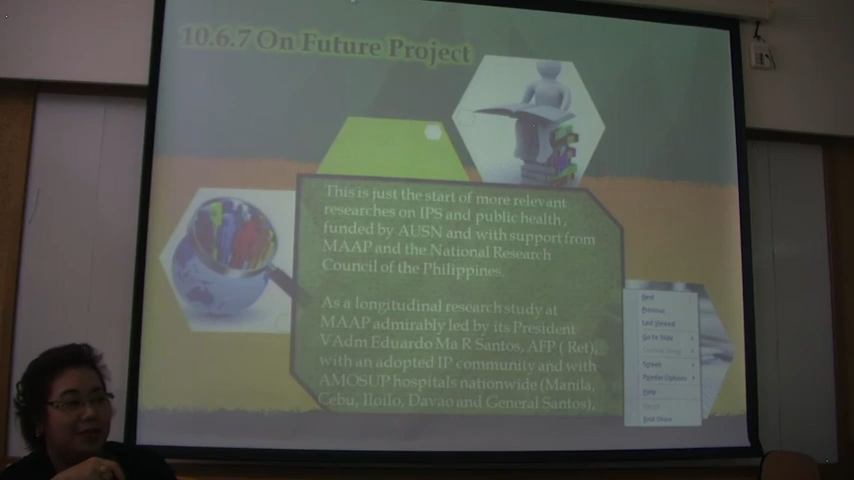 10.6.7 On Future Project
This is just the start of more relevant
researches on IPS and public health,
funded by AUSN and with support from
MAAP and the National Research
Council of the Philippines.
As a longitudinal research study at
MAAP admirably led by its President
VAdm Eduardo Ma R Santos, AFP ( Ret),
with an adopted IP community and with
AMOSUP hospitals nationwide (Manila,
Cebu, Iloilo, Davao and General Santos),
Next
Previous
Last Viewed
Go to Slide
Screen
Pointer Options
Help
End Show